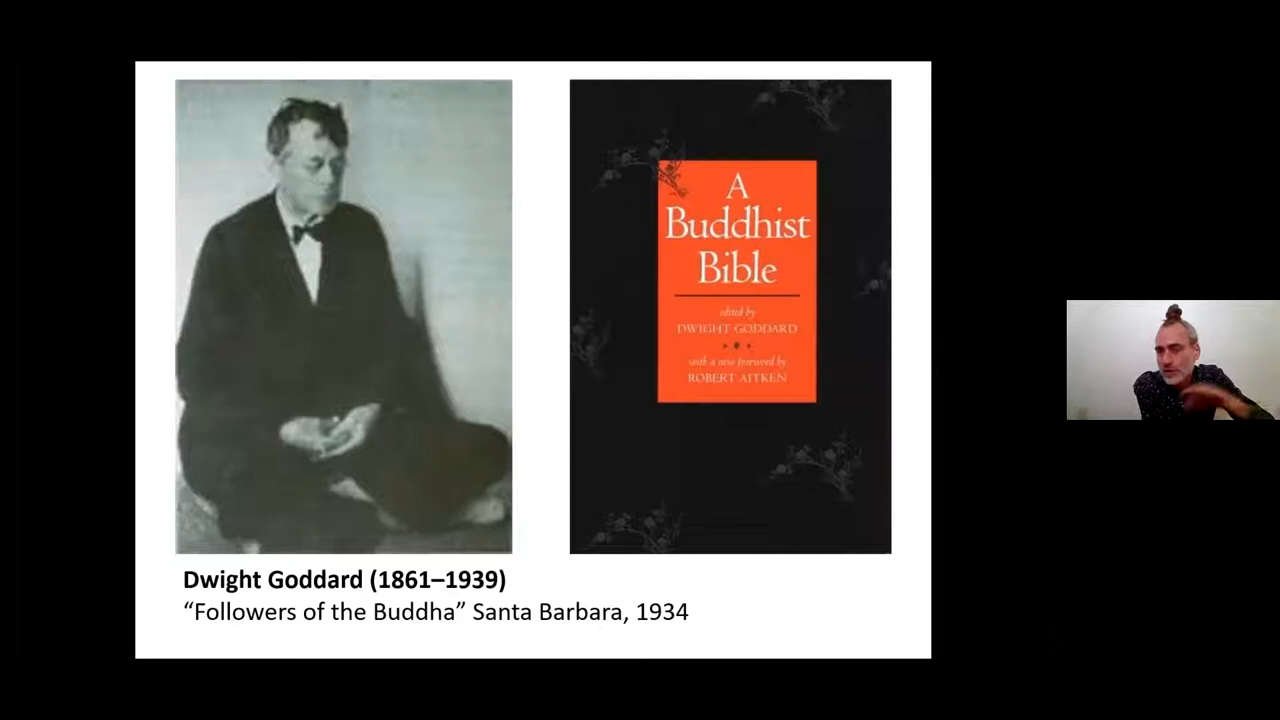 A
Buddhist
Bible
edited by
DWIGHT GODDARD
with a new foreword by
ROBERT AITKEN
Dwight Goddard (1861–1939)
“Followers of the Buddha” Santa Barbara, 1934